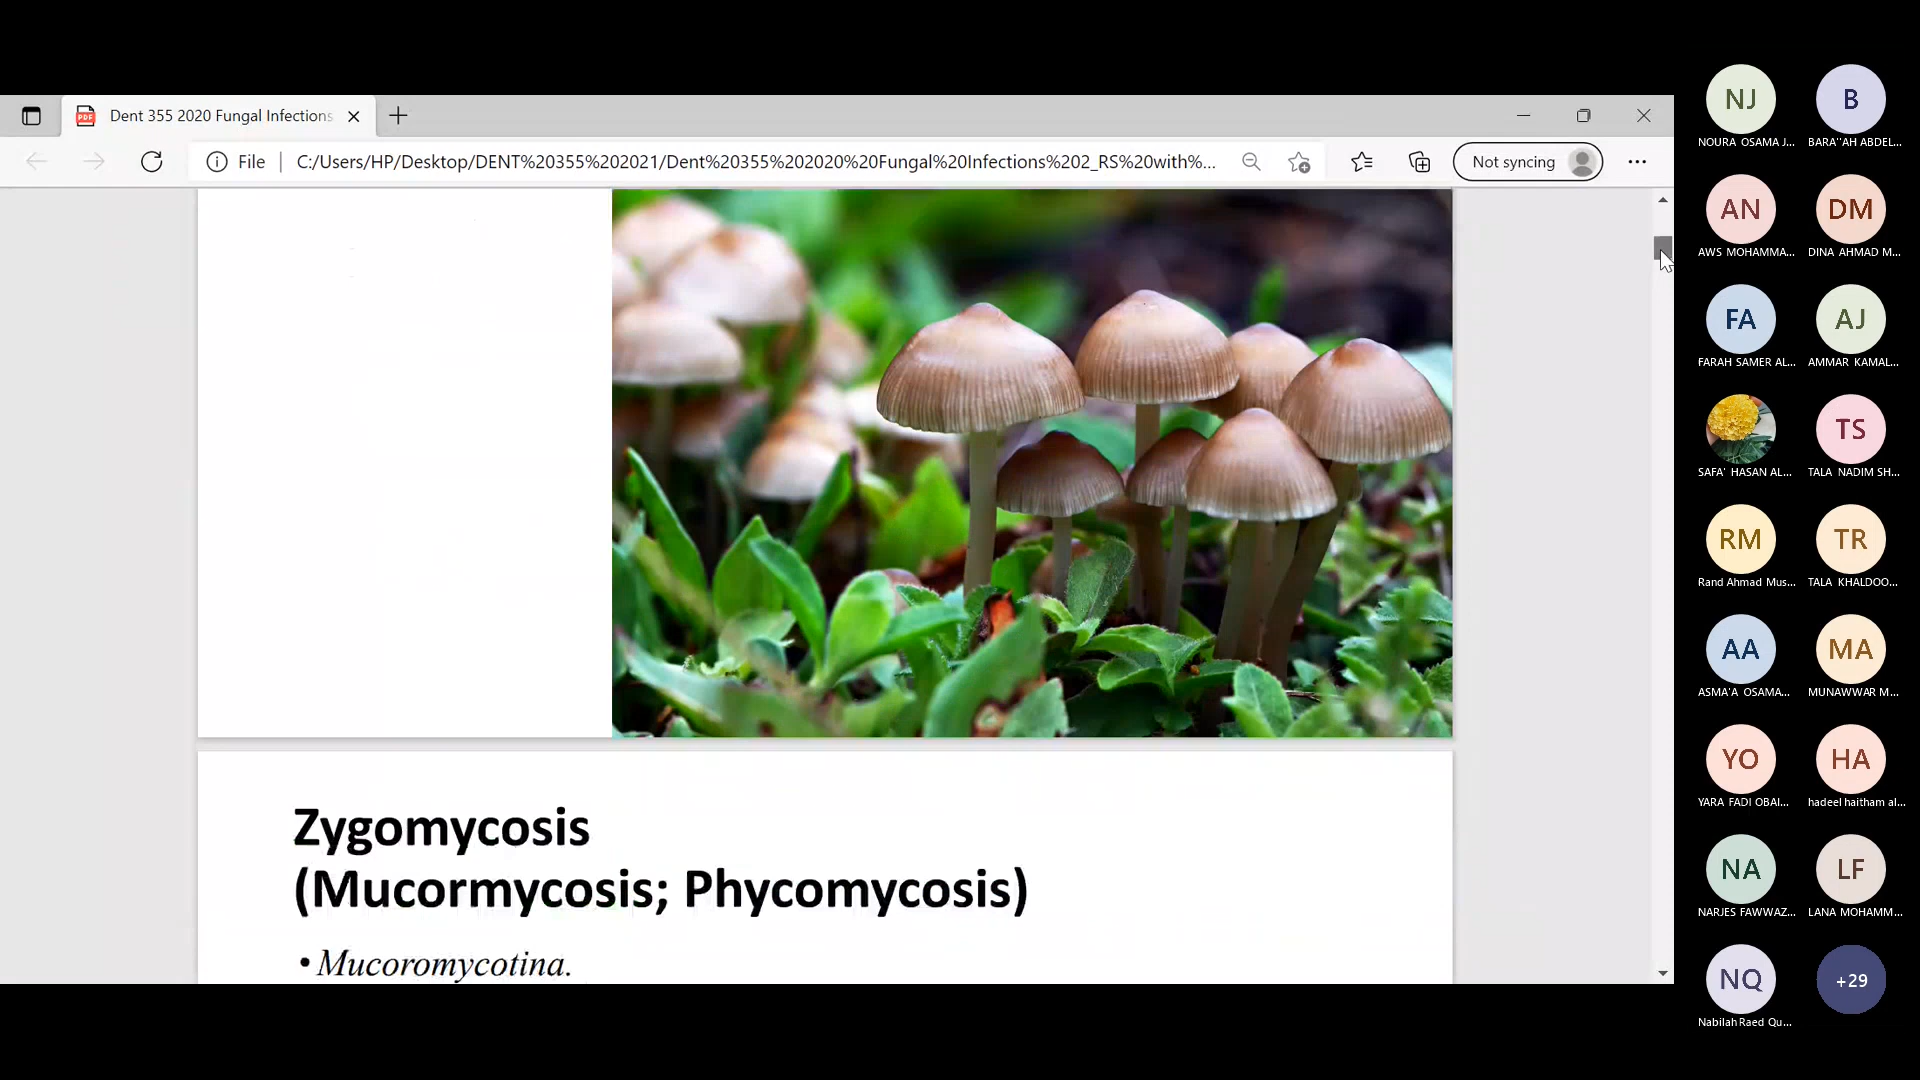 Dent 355 2020 Fungal Infections
File
C:/Users/HP/Desktop/DENT%20355%202021/Dent%20355%202020%20Fungal%20Infections%202_RS%20with%...
Not syncing
Zygomycosis
(Mucormycosis; Phycomycosis)
• Mucoromycotina.
NJ
B
NOURA OSAMA J...
BARA''AH ABDEL...
AN
DM
AWS MOHAMMA...
DINA AHMAD M...
FA
AJ
FARAH SAMER AL...
AMMAR KAMAL...
TS
SAFA' HASAN AL...
TALA NADIM SH...
RM
TR
Rand Ahmad Mus...
TALA KHALDOO...
AA
MA
ASMA'A OSAMA...
MUNAWWAR M...
YO
HA
YARA FADI OBAI...
hadeel haitham al...
NA
LF
NARJES FAWWAZ...
LANA MOHAMM...
NQ
+29
Nabilah Raed Qu...